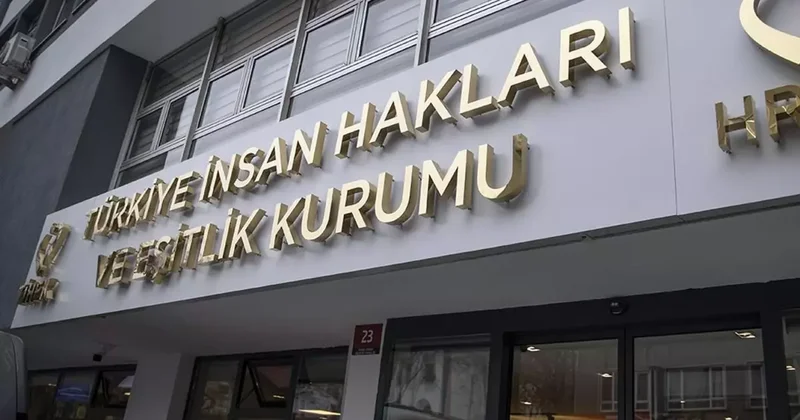 TÜRKİYE İNSAN HAKLARI
VE EŞİTLİK KURUMU
23